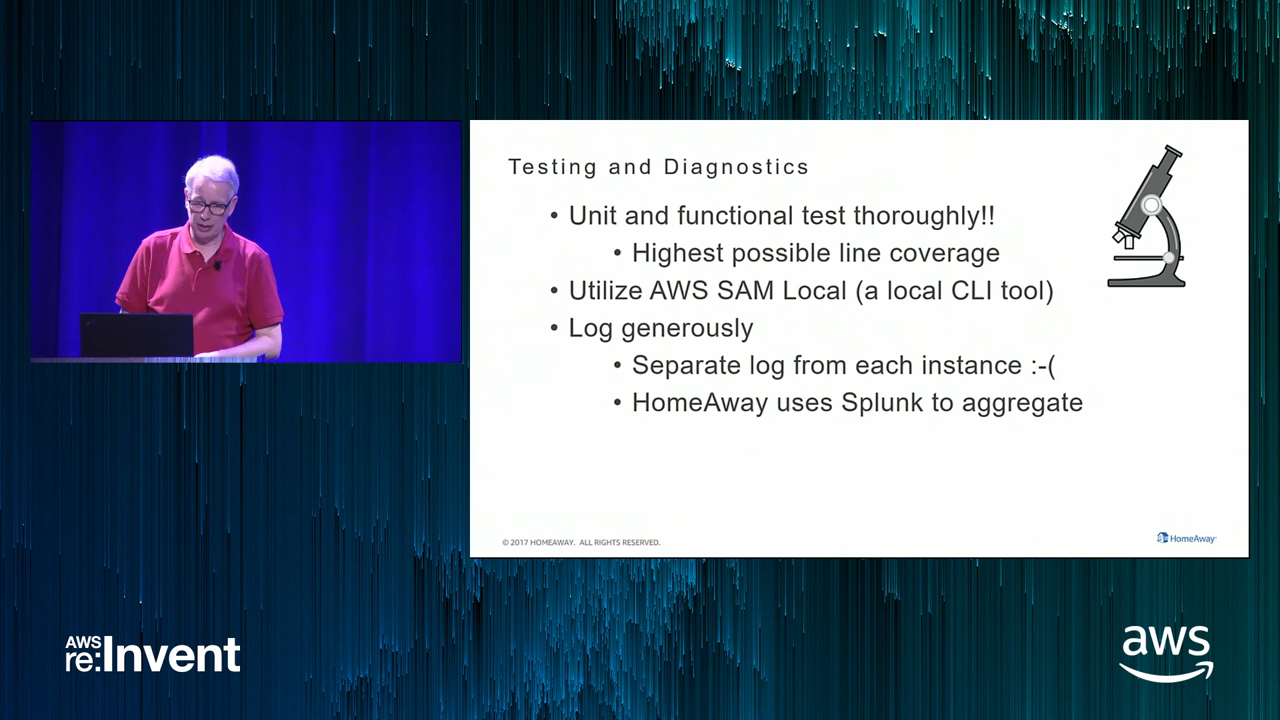 Testing and Diagnostics
• Unit and functional test thoroughly!!
• Highest possible line coverage
• Utilize AWS SAM Local (a local CLI tool)
• Log generously
• Separate log from each instance :-(
• HomeAway uses Splunk to aggregate
© 2017 HOMEAWAY. ALL RIGHTS RESERVED.
HomeAway
AWS
re:Invent
aws